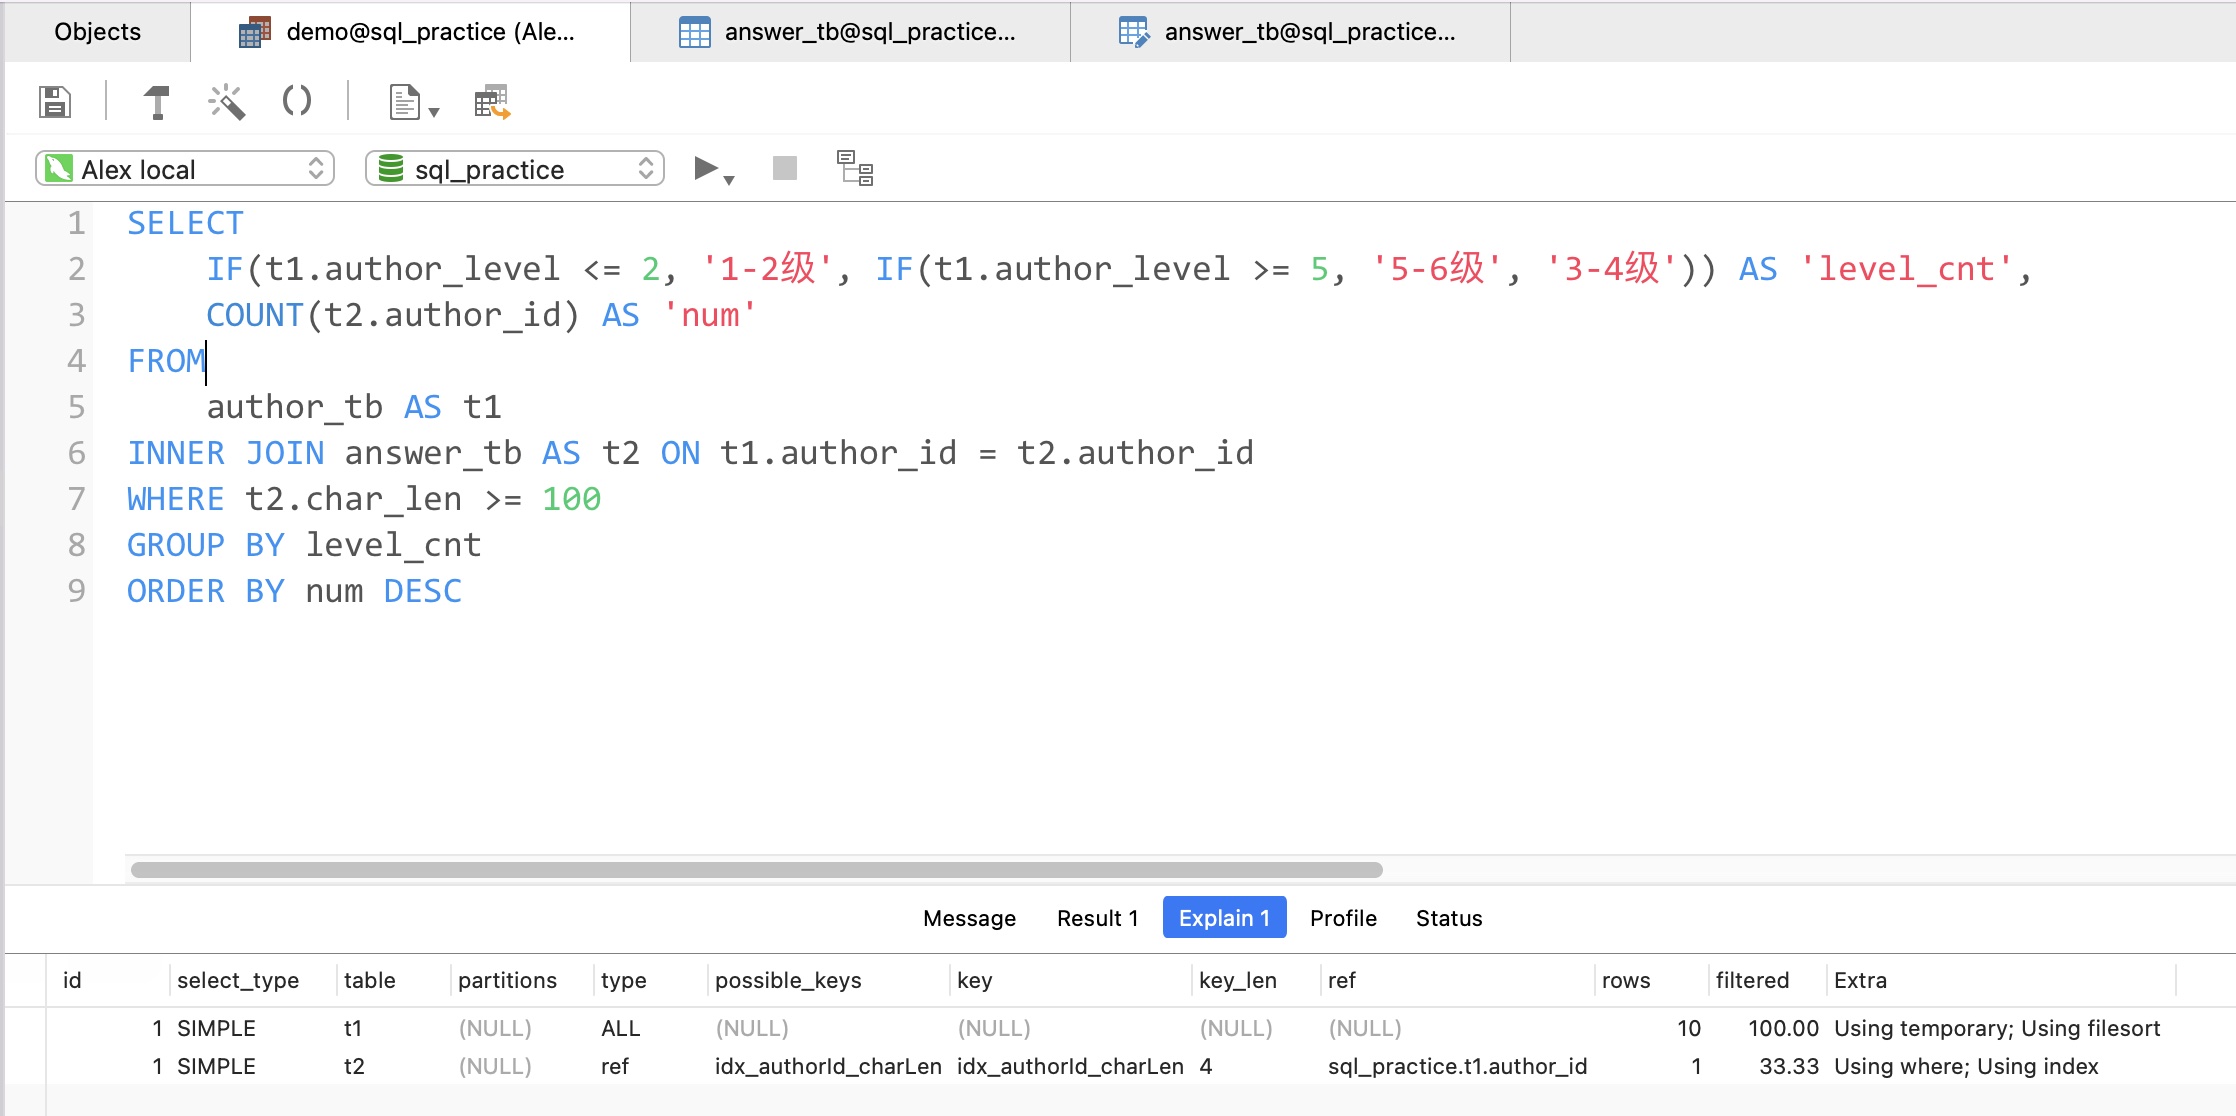 Objects demo@sql_practice (Ale... answer_tb@sql_practice... answer_tb@sql_practice...
Alex local sql_practice
1 SELECT
2 IF(t1.author_level <= 2, '1-2级', IF(t1.author_level >= 5, '5-6级', '3-4级')) AS 'level_cnt',
3 COUNT(t2.author_id) AS 'num'
4 FROM
5 author_tb AS t1
6 INNER JOIN answer_tb AS t2 ON t1.author_id = t2.author_id
7 WHERE t2.char_len >= 100
8 GROUP BY level_cnt
9 ORDER BY num DESC
Message Result 1 Explain 1 Profile Status
id select_type table partitions type possible_keys key key_len ref rows filtered Extra
1 SIMPLE t1 (NULL) ALL (NULL) (NULL) (NULL) (NULL) 10 100.00 Using temporary; Using filesort
1 SIMPLE t2 (NULL) ref idx_authorId_charLen idx_authorId_charLen 4 sql_practice.t1.author_id 1 33.33 Using where; Using index